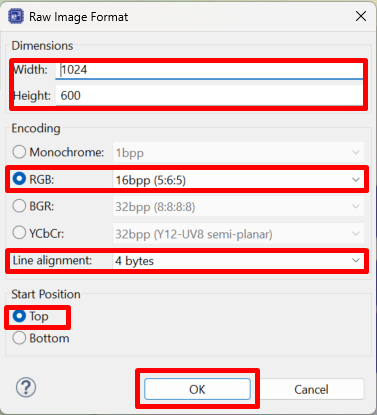 Raw Image Format
Dimensions
Width: 1024
Height: 600
Encoding
Monochrome: 1bpp
RGB: 16bpp (5:6:5)
BGR: 32bpp (8:8:8:8)
YCbCr: 32bpp (Y12-UV8 semi-planar)
Line alignment: 4 bytes
Start Position
Top
Bottom
? OK Cancel